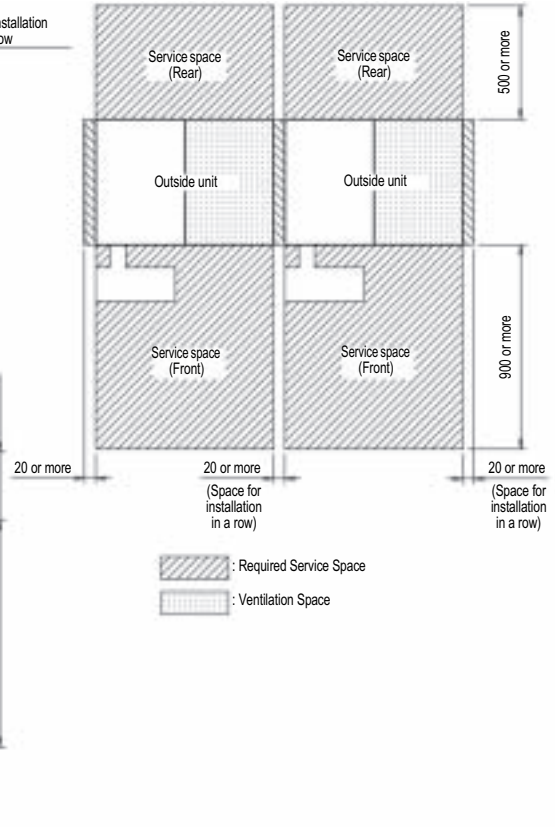 nstallation
ow
Service space
(Rear)
Service space
(Rear)
500 or more
Outside unit
Outside unit
Service space
(Front)
Service space
(Front)
900 or more
20 or more
20 or more
(Space for
installation
in a row)
20 or more
(Space for
installation
in a row)
: Required Service Space
: Ventilation Space